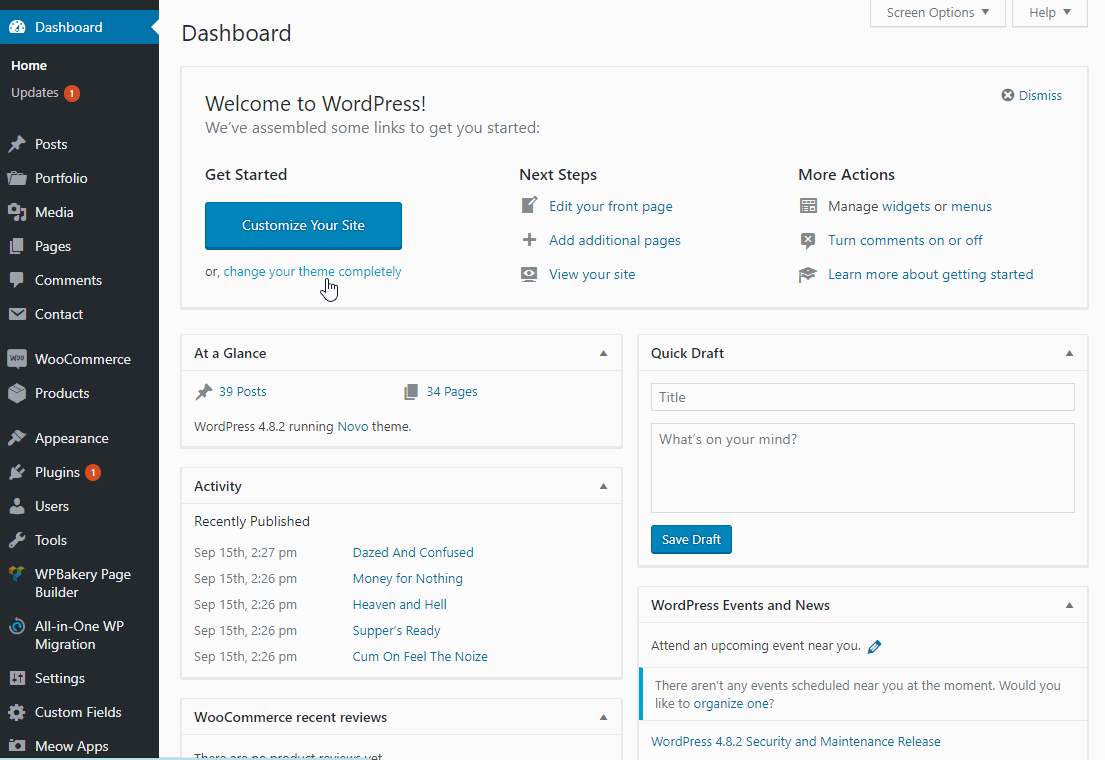 Dashboard
Home
Updates 1
Posts
Portfolio
Media
Pages
Comments
Contact
WOO WooCommerce
Products
Appearance
Plugins 1
Users
Tools
WPBakery Page
Builder
All-in-One WP
Migration
Settings
Custom Fields
Meow Apps
Screen Options
Help
Dashboard
Welcome to WordPress!
We've assembled some links to get you started:
Dismiss
Get Started
Customize Your Site
or, change your theme completely
Next Steps
Edit your front page
Add additional pages
View your site
More Actions
Manage widgets or menus
Turn comments on or off
Learn more about getting started
At a Glance
39 Posts
34 Pages
WordPress 4.8.2 running Novo theme.
Activity
Recently Published
Sep 15th, 2:27 pm Dazed And Confused
Sep 15th, 2:26 pm Money for Nothing
Sep 15th, 2:26 pm Heaven and Hell
Sep 15th, 2:26 pm Supper's Ready
Sep 15th, 2:26 pm Cum On Feel The Noize
WooCommerce recent reviews
There are no product reviews yet.
Quick Draft
Title
What's on your mind?
Save Draft
WordPress Events and News
Attend an upcoming event near you.
There aren't any events scheduled near you at the moment. Would you
like to organize one?
WordPress 4.8.2 Security and Maintenance Release